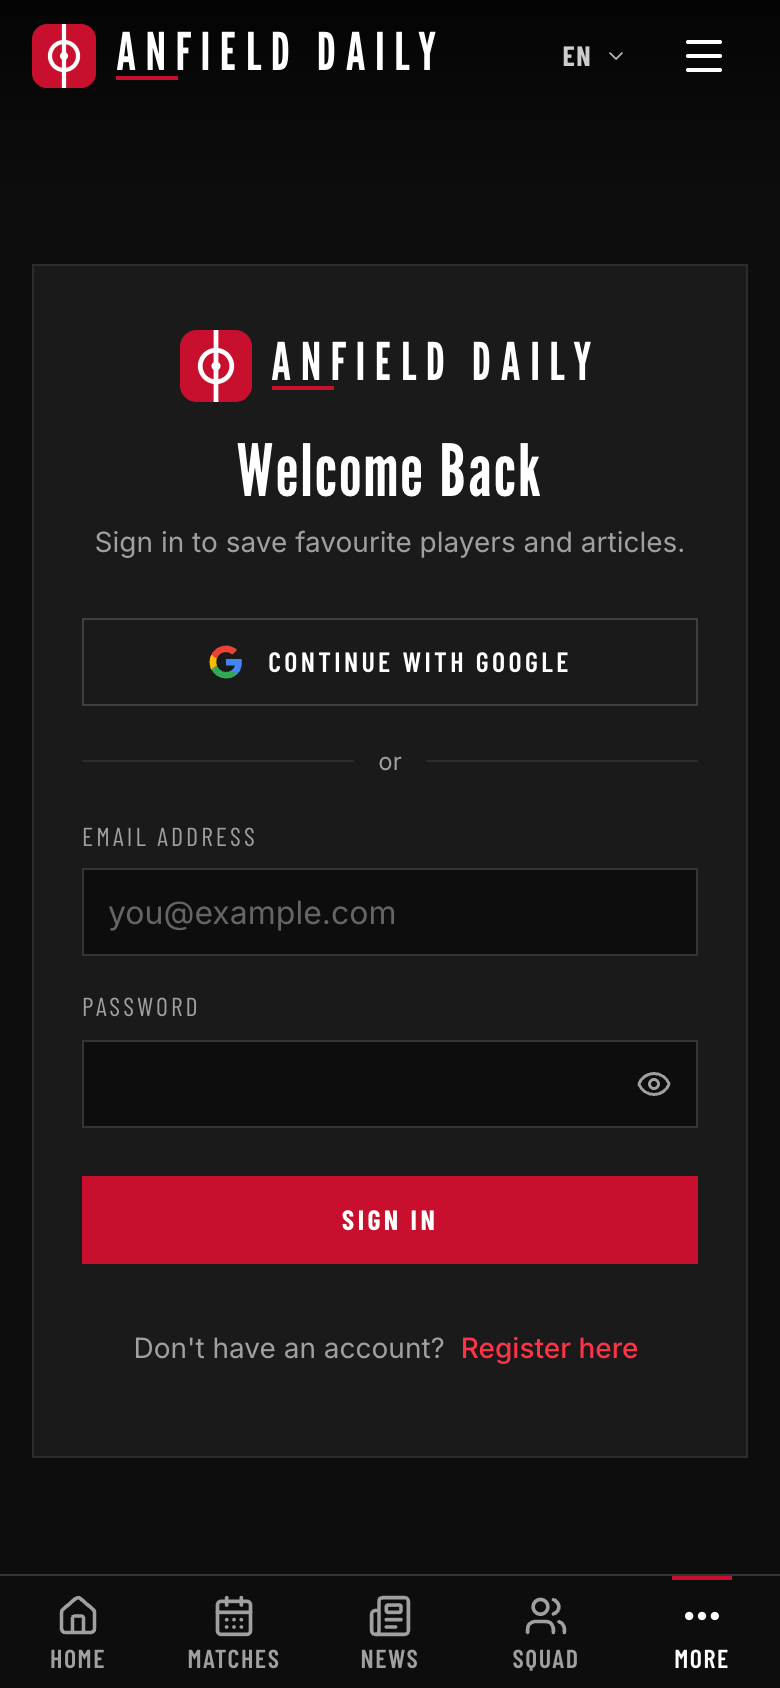 ANFIELD DAILY
EN
ANFIELD DAILY
Welcome Back
Sign in to save favourite players and articles.
CONTINUE WITH GOOGLE
or
EMAIL ADDRESS
you@example.com
PASSWORD
SIGN IN
Don't have an account? Register here
HOME MATCHES NEWS SQUAD MORE